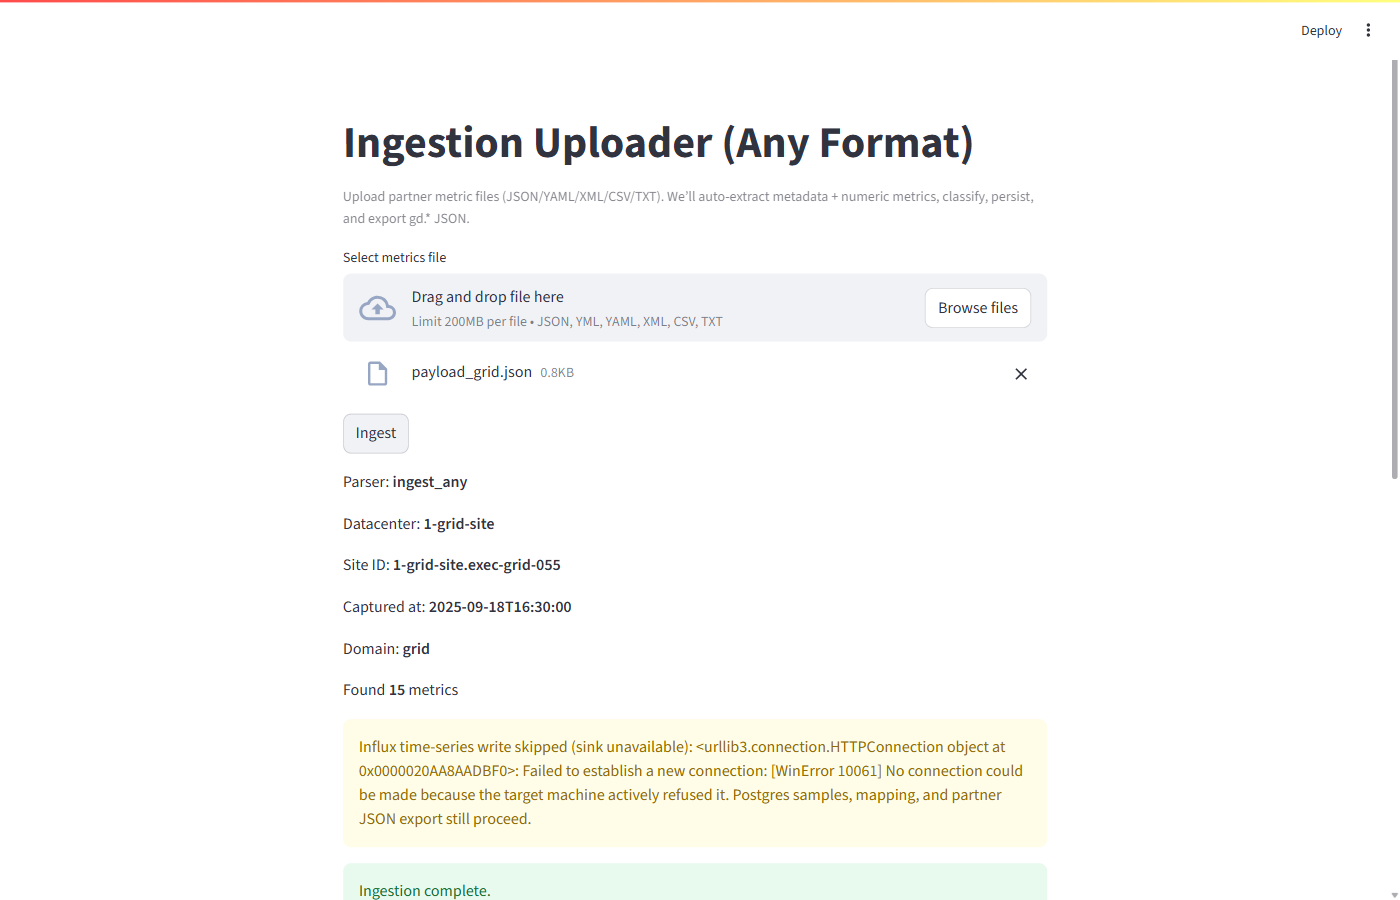 Deploy
Ingestion Uploader (Any Format)
Upload partner metric files (JSON/YAML/XML/CSV/TXT). We'll auto-extract metadata + numeric metrics, classify, persist,
and export gd.* JSON.
Select metrics file
Drag and drop file here
Limit 200MB per file • JSON, YML, YAML, XML, CSV, TXT
Browse files
payload_grid.json 0.8KB
Ingest
Parser: ingest_any
Datacenter: 1-grid-site
Site ID: 1-grid-site.exec-grid-055
Captured at: 2025-09-18T16:30:00
Domain: grid
Found 15 metrics
Influx time-series write skipped (sink unavailable): <urllib3.connection.HTTPConnection object at
0x0000020AA8AADBF0>: Failed to establish a new connection: [WinError 10061] No connection could
be made because the target machine actively refused it. Postgres samples, mapping, and partner
JSON export still proceed.
Ingestion complete.